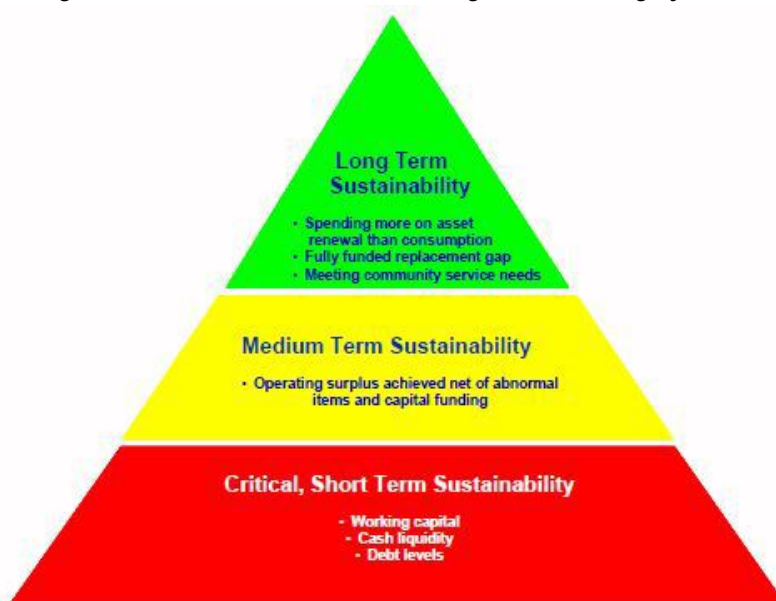 Long Term
Sustainability
• Spending more on asset
renewal than consumption
• Fully funded replacement gap
• Meeting community service needs
Medium Term Sustainability
• Operating surplus achieved net of abnormal
items and capital funding
Critical, Short Term Sustainability
- Working capital
- Cash liquidity
- Debt levels